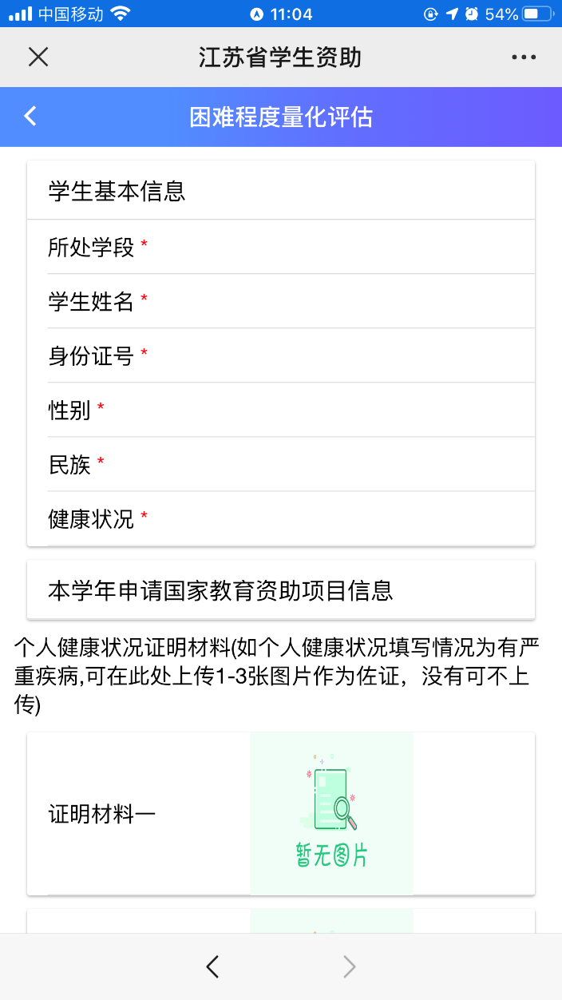 中国移动
11:04
54%
江苏省学生资助
困难程度量化评估
学生基本信息
所处学段 *
学生姓名 *
身份证号 *
性别 *
民族 *
健康状况 *
本学年申请国家教育资助项目信息
个人健康状况证明材料(如个人健康状况填写情况为有严
重疾病,可在此处上传1-3张图片作为佐证，没有可不上
传)
证明材料一
暂无图片